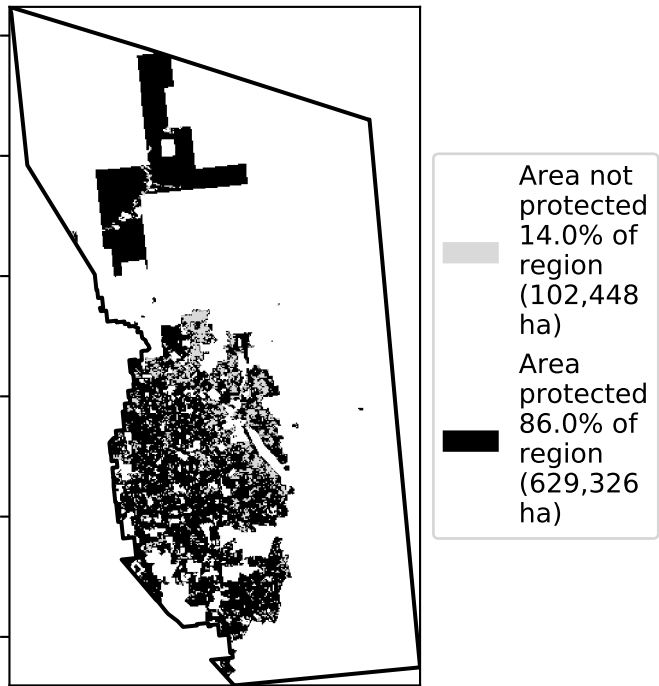 Area not
protected
14.0% of
region
(102,448
ha)
Area
protected
86.0% of
region
(629,326
ha)